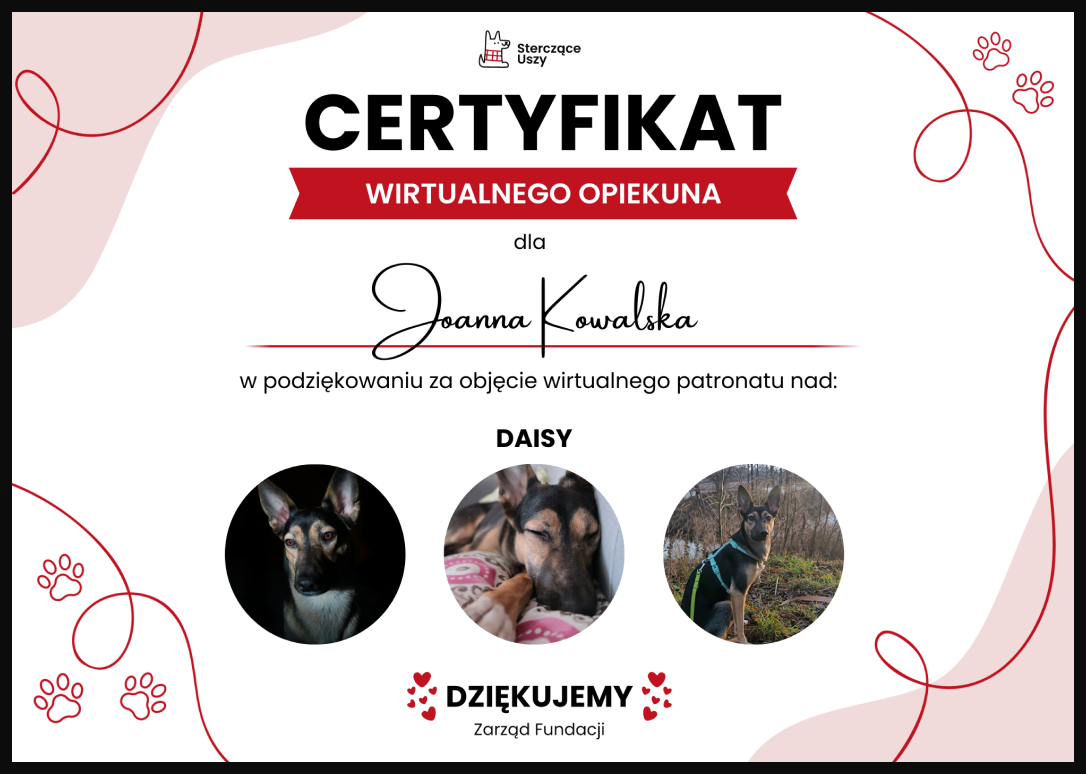 Sterczące
Uszy
CERTYFIKAT
WIRTUALNEGO OPIEKUNA
dla
Joanna Kowalska
w podziękowaniu za objęcie wirtualnego patronatu nad:
DAISY
DZIĘKUJEMY
Zarząd Fundacji